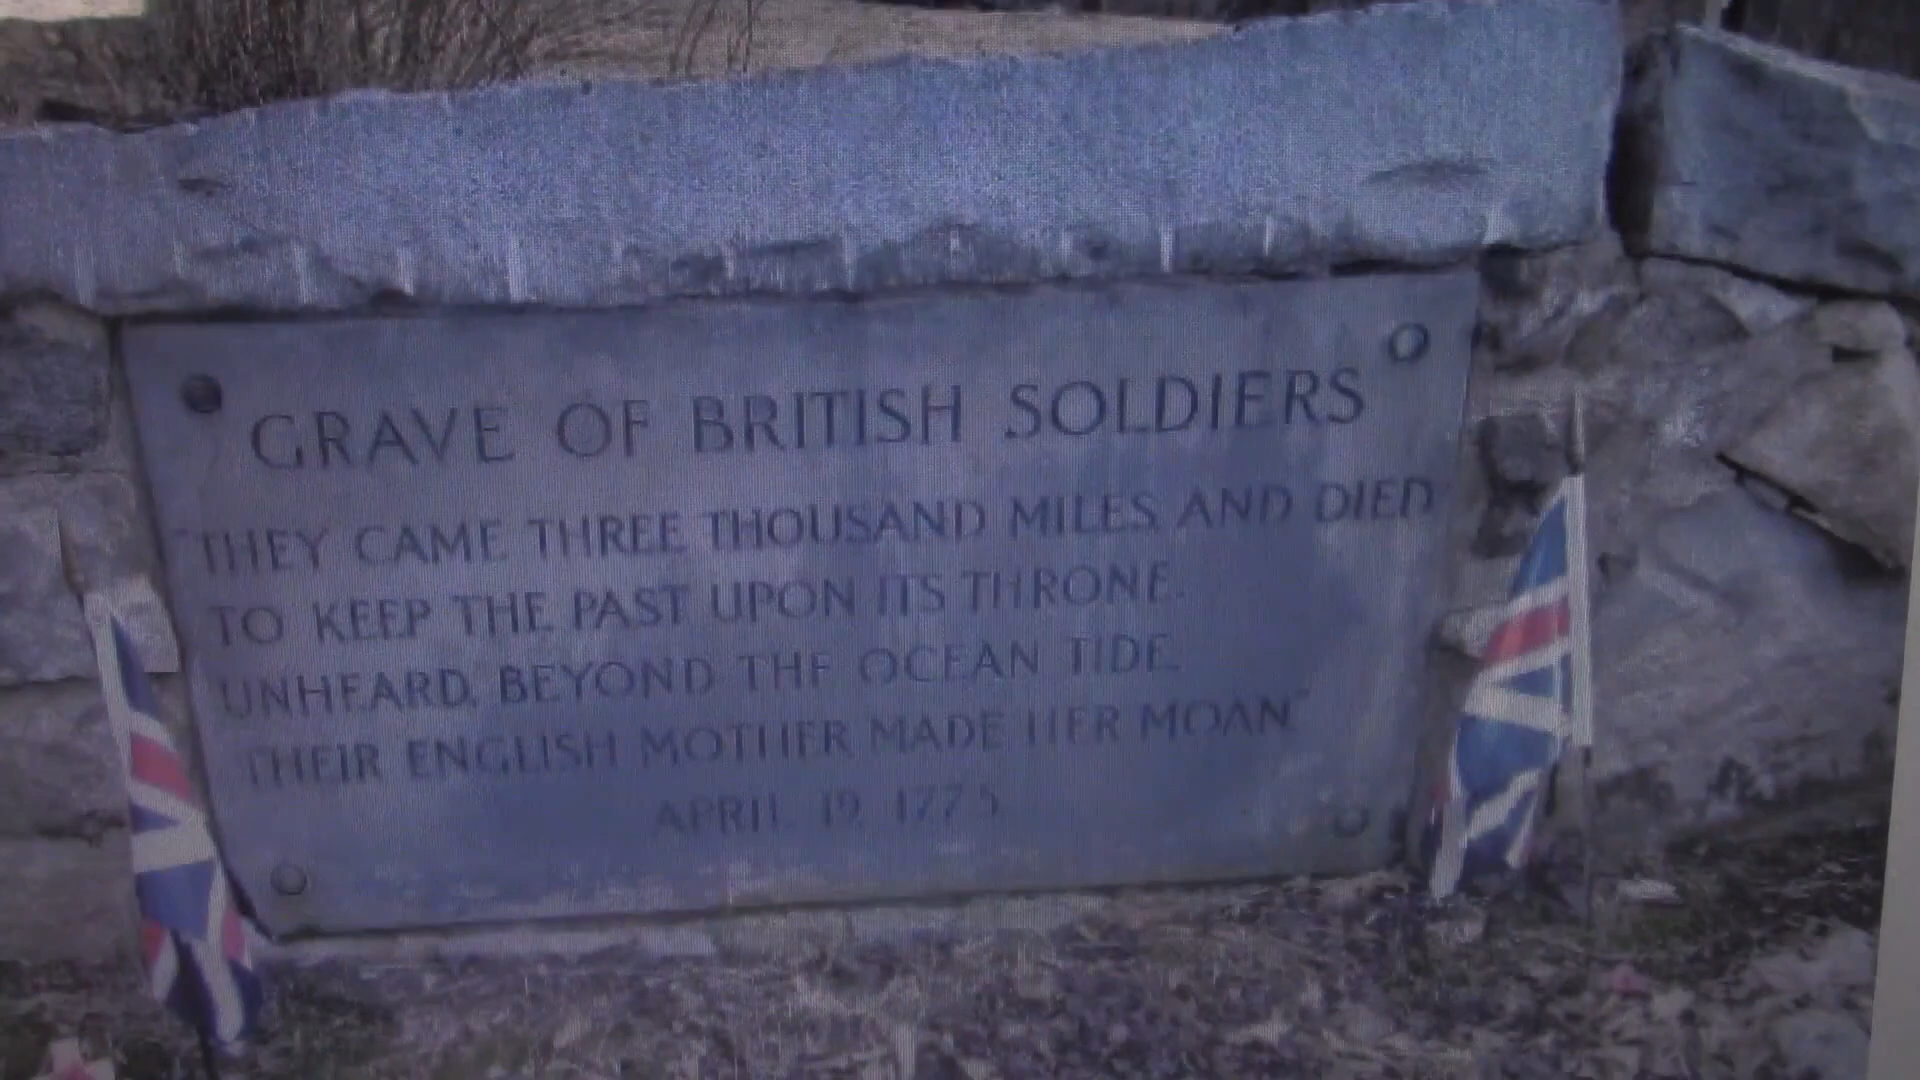 GRAVE OF BRITISH SOLDIERS
"THEY CAME THREE THOUSAND MILES AND DIED
TO KEEP THE PAST UPON ITS THRONE.
UNHEARD, BEYOND THE OCEAN TIDE,
THEIR ENGLISH MOTHER MADE HER MOAN."
APRIL 19, 1775